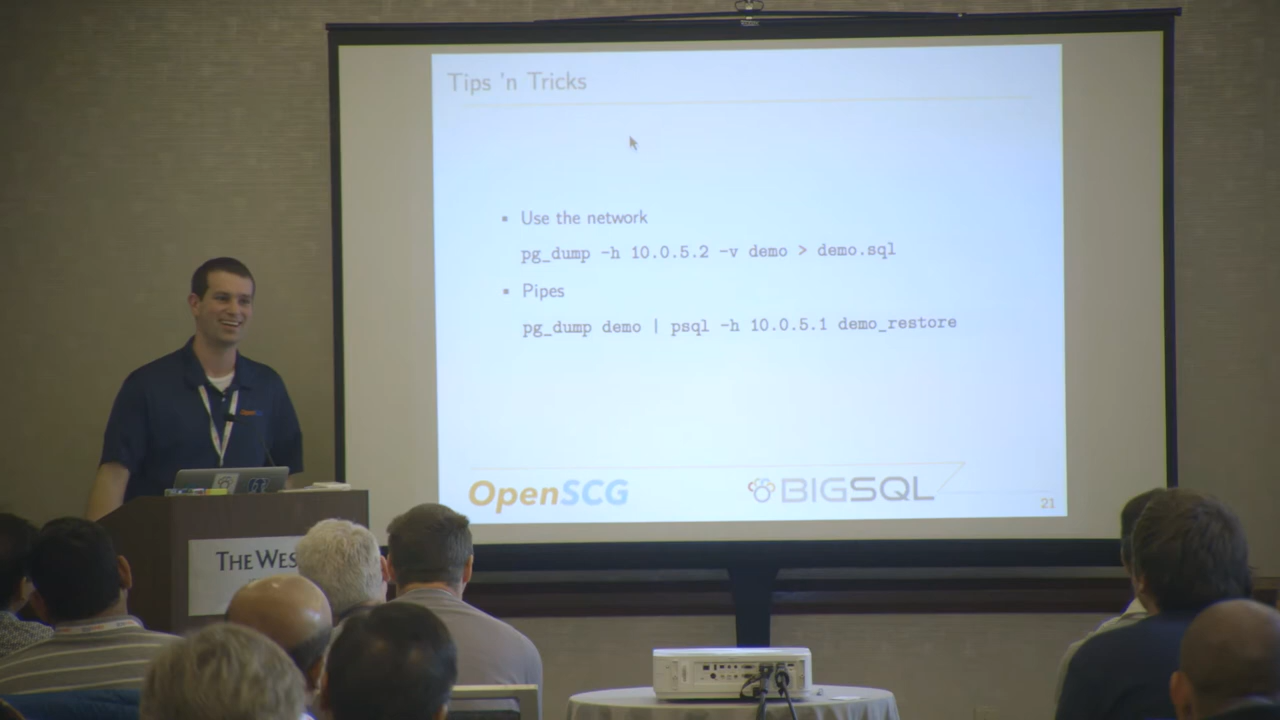 Tips 'n Tricks
▪ Use the network
pg_dump -h 10.0.5.2 -v demo > demo.sql
▪ Pipes
pg_dump demo | psql -h 10.0.5.1 demo_restore
OpenSCG
BIGSQL
21
Open
THE WES